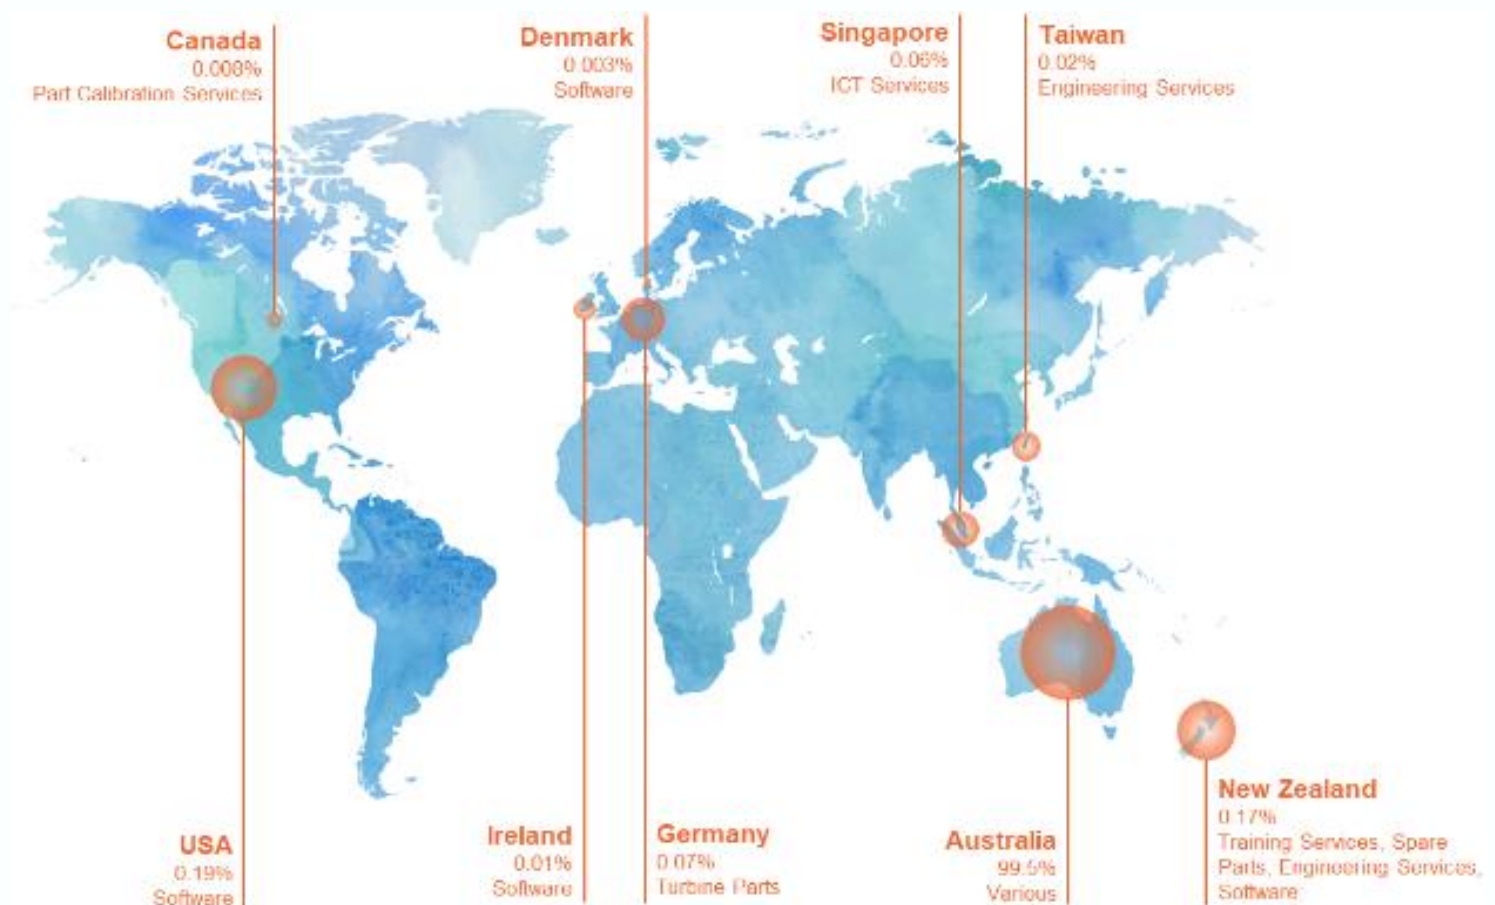 Canada
0.008%
Part Calibration Services
Denmark
0.003%
Software
Singapore
0.06%
ICT Services
Taiwan
0.02%
Engineering Services
USA
0.19%
Software
Ireland
0.01%
Software
Germany
0.07%
Turbine Parts
Australia
99.5%
Various
New Zealand
0.17%
Training Services, Spare
Parts, Engineering Services,
Software